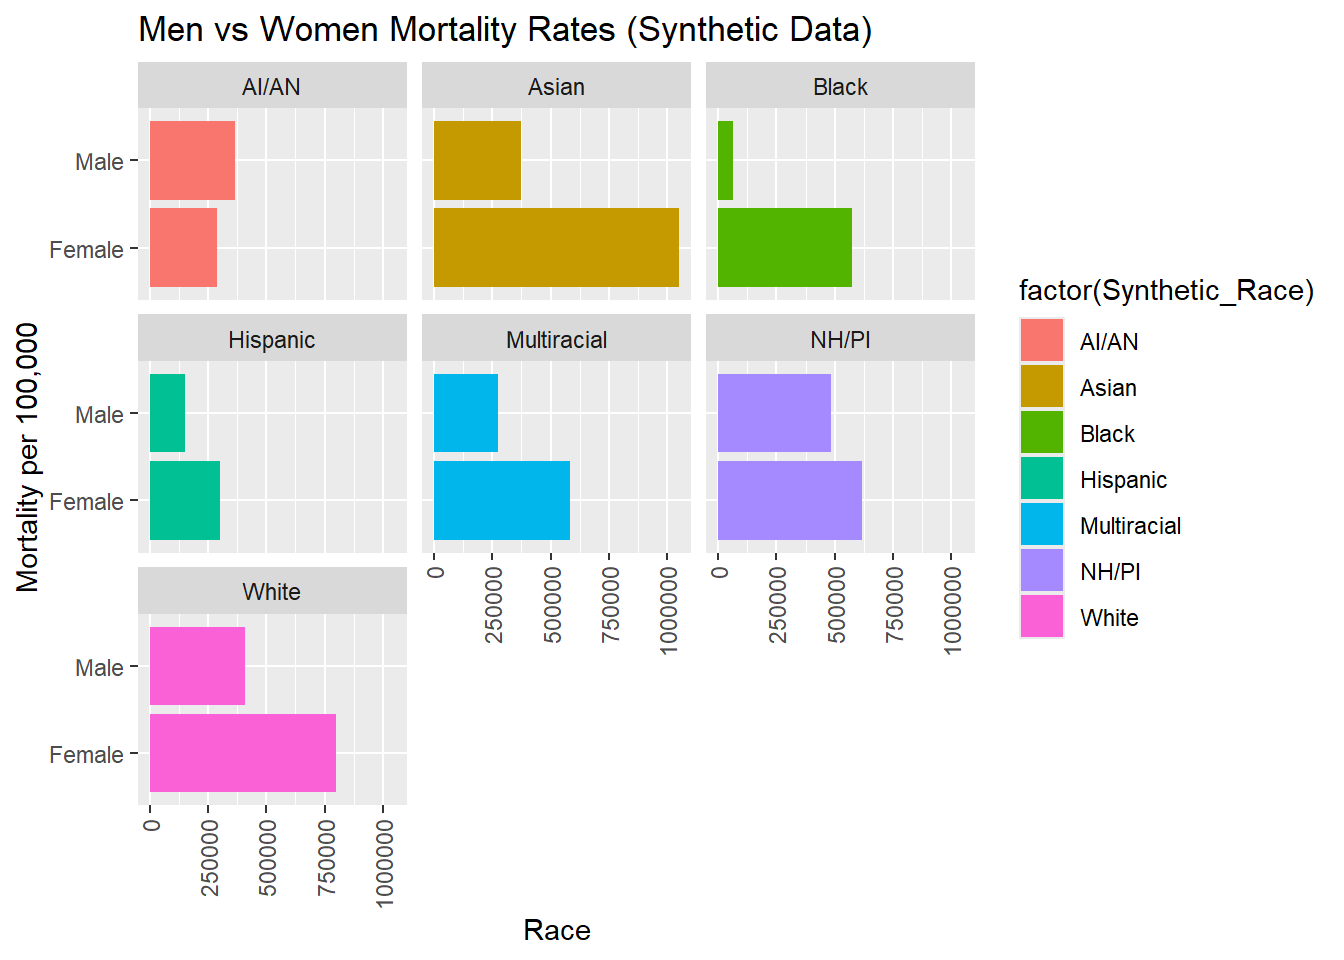 Men vs Women Mortality Rates (Synthetic Data)
AI/AN
Asian
Black
Male
Female
Hispanic
Multiracial
NH/PI
Male
Female
0
250000
500000
750000
1000000
0
250000
500000
750000
1000000
White
Male
Female
0
250000
500000
750000
1000000
Race
Mortality per 100,000
factor(Synthetic_Race)
AI/AN
Asian
Black
Hispanic
Multiracial
NH/PI
White